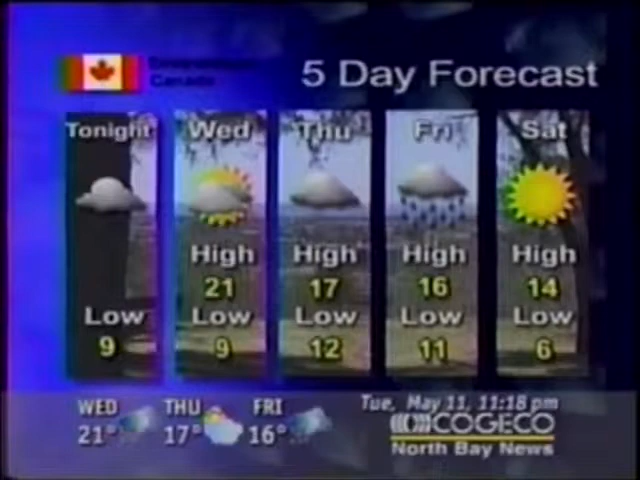 5 Day Forecast
Canada
Tonight Wed Thu Fri Sat
High High High High
21 17 16 14
Low Low Low Low Low
9 9 12 11 6
WED THU FRI
21° 17° 16°
Tue, May 11, 11:18 pm
COGECO
North Bay News